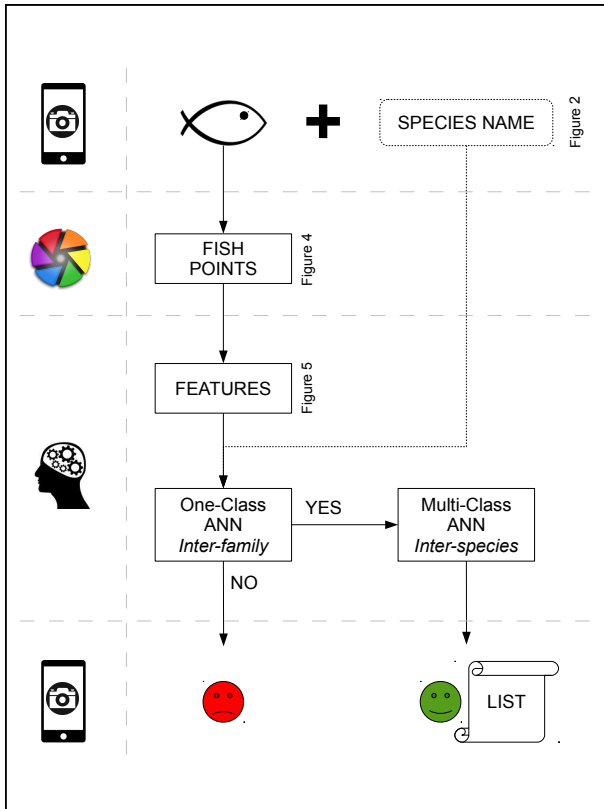 SPECIES NAME
Figure 2
FISH
POINTS
Figure 4
FEATURES
Figure 5
One-Class
ANN
Inter-family
YES
Multi-Class
ANN
Inter-species
NO
LIST